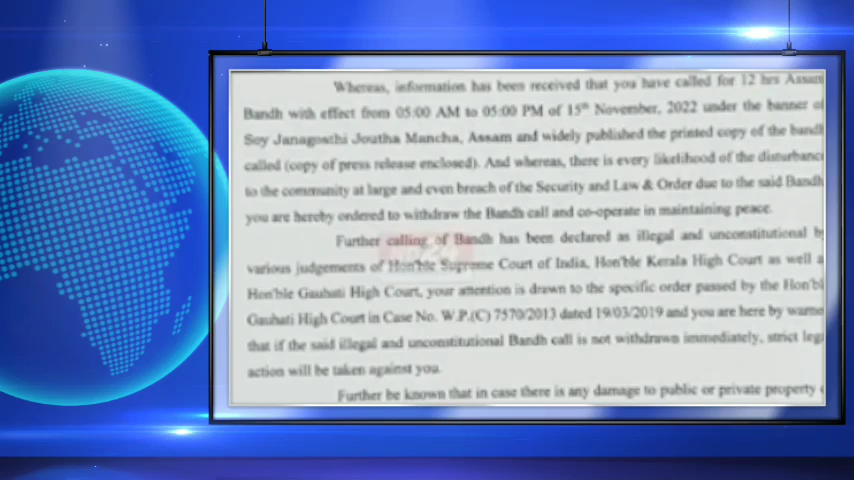 Whereas, information has been received that you have called for 12 hrs Assam
Bandh with effect from 05:00 AM to 05:00 PM of 15th November, 2022 under the banner of
Soy Janagosthi Joutha Mancha, Assam and widely published the printed copy of the bandh
called (copy of press release enclosed). And whereas, there is every likelihood of the disturbance
to the community at large and even breach of the Security and Law & Order due to the said Bandh
you are hereby ordered to withdraw the Bandh call and co-operate in maintaining peace.
Further calling of Bandh has been declared as illegal and unconstitutional b
various judgements of Hon'ble Supreme Court of India, Hon'ble Kerala High Court as well a
Hon'ble Gauhati High Court, your attention is drawn to the specific order passed by the Hon'bl
Gauhati High Court in Case No. W.P.(C) 7570/2013 dated 19/03/2019 and you are here by warne
that if the said illegal and unconstitutional Bandh call is not withdrawn immediately, strict leg
action will be taken against you.
Further be known that in case there is any damage to public or private property